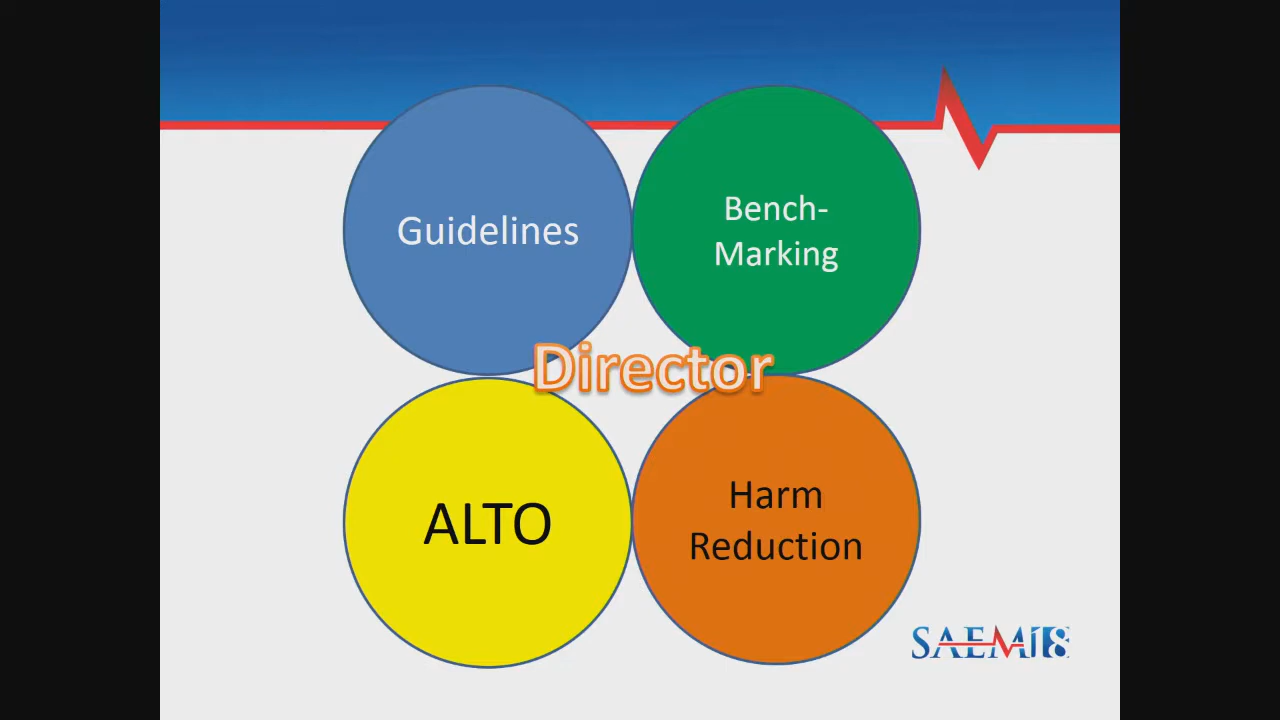 Guidelines
Bench-
Marking
Director
ALTO
Harm
Reduction
SAEM18